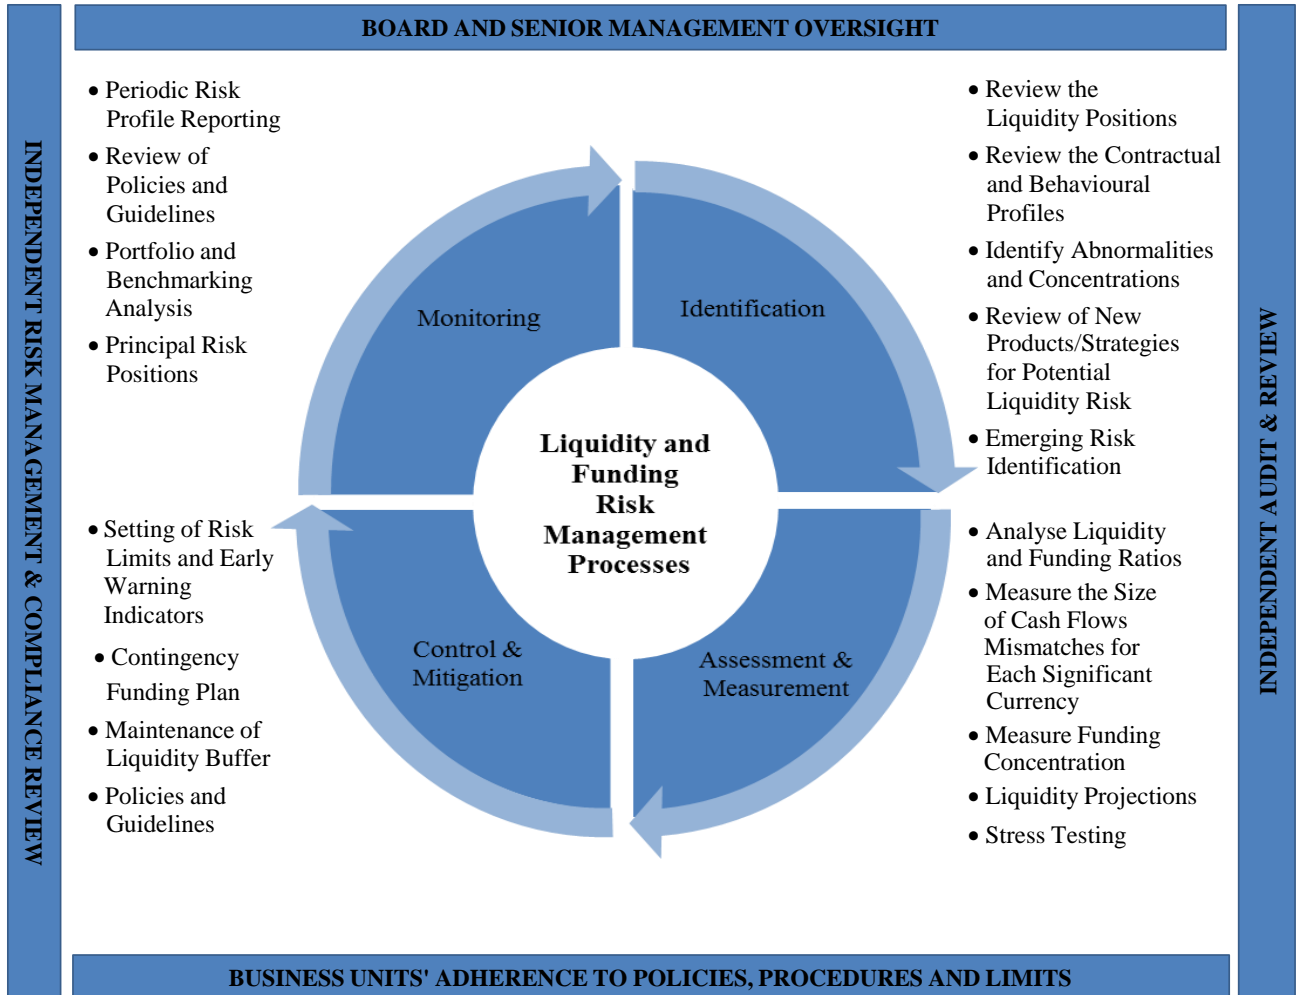 BOARD AND SENIOR MANAGEMENT OVERSIGHT
INDEPENDENT RISK MANAGEMENT & COMPLIANCE REVIEW
• Periodic Risk
Profile Reporting
• Review of
Policies and
Guidelines
• Portfolio and
Benchmarking
Analysis
• Principal Risk
Positions
Monitoring
Identification
• Review the
Liquidity Positions
• Review the Contractual
and Behavioural
Profiles
• Identify Abnormalities
and Concentrations
• Review of New
Products/Strategies
for Potential
Liquidity Risk
• Emerging Risk
Identification
Liquidity and
Funding
Risk
Management
Processes
• Setting of Risk
Limits and Early
Warning
Indicators
• Contingency
Funding Plan
• Maintenance of
Liquidity Buffer
• Policies and
Guidelines
Control &
Mitigation
Assessment &
Measurement
• Analyse Liquidity
and Funding Ratios
• Measure the Size
of Cash Flows
Mismatches for
Each Significant
Currency
• Measure Funding
Concentration
• Liquidity Projections
• Stress Testing
INDEPENDENT AUDIT & REVIEW
BUSINESS UNITS' ADHERENCE TO POLICIES, PROCEDURES AND LIMITS